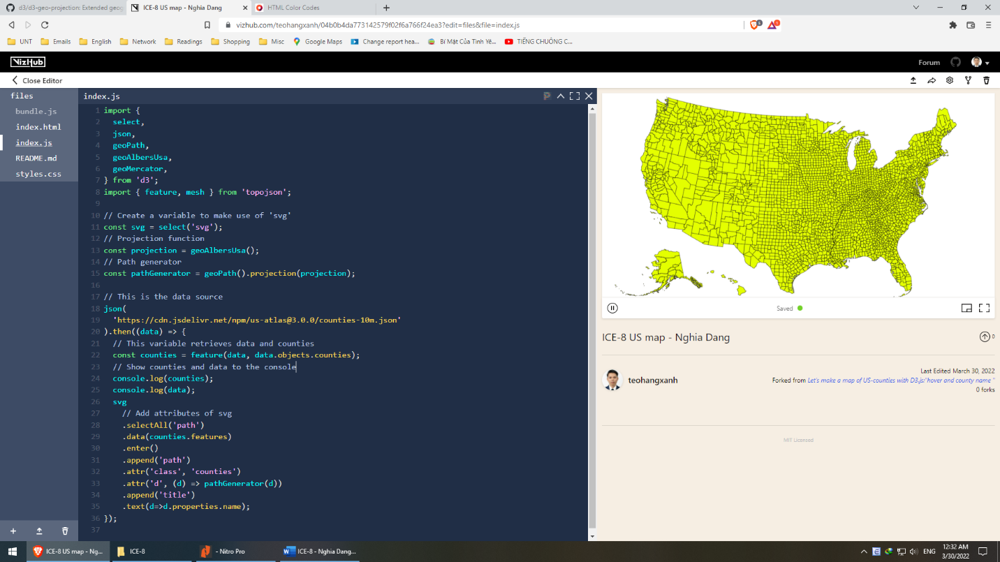 d3/d3-geo-projection: Extended geog
ICE-8 US map - Nghia Dang
HTML Color Codes
vizhub.com/teohangxanh/04b0b4da773142579f02f6a766f24ea3?edit=files&file=index.js
UNT Emails English Network Readings Shopping Misc Google Maps Change report hea... Bí Mật Của Tình Yê... TIẾNG CHUÔNG C...
VizHub
Forum
Close Editor
files
bundle.js
index.html
index.js
README.md
styles.css
index.js
1 import {
2 select,
3 json,
4 geoPath,
5 geoAlbersUsa,
6 geoMercator,
7 } from 'd3';
8 import { feature, mesh } from 'topojson';
9
10 // Create a variable to make use of 'svg'
11 const svg = select('svg');
12 // Projection function
13 const projection = geoAlbersUsa();
14 // Path generator
15 const pathGenerator = geoPath().projection(projection);
16
17 // This is the data source
18 json(
19 'https://cdn.jsdelivr.net/npm/us-atlas@3.0.0/counties-10m.json'
20 ).then((data) => {
21 // This variable retrieves data and counties
22 const counties = feature(data, data.objects.counties);
23 // Show counties and data to the console
24 console.log(counties);
25 console.log(data);
26 svg
27 // Add attributes of svg
28 .selectAll('path')
29 .data(counties.features)
30 .enter()
31 .append('path')
32 .attr('class', 'counties')
33 .attr('d', (d) => pathGenerator(d))
34 .append('title')
35 .text(d=>d.properties.name);
36 });
37
Saved
ICE-8 US map - Nghia Dang
0
teohangxanh
Last Edited March 30, 2022
Forked from Let's make a map of US-counties with D3.js:"hover and county name "
0 forks
MIT Licensed
ICE-8 US map - Ng...
ICE-8
- Nitro Pro
ICE-8 - Nghia Dang...
ENG
12:32 AM
3/30/2022